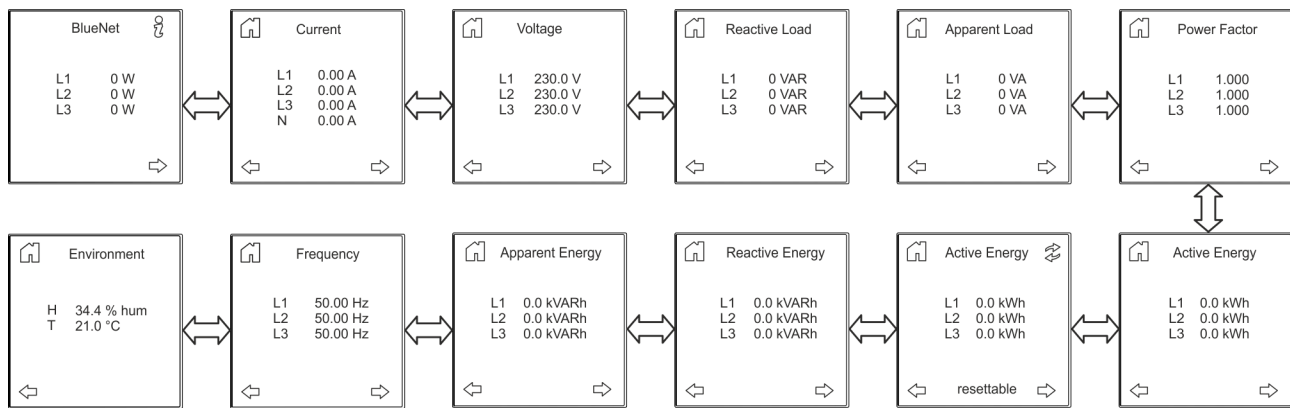 BlueNet
L1 0 W
L2 0 W
L3 0 W
Current
L1 0.00 A
L2 0.00 A
L3 0.00 A
N 0.00 A
Voltage
L1 230.0 V
L2 230.0 V
L3 230.0 V
Reactive Load
L1 0 VAR
L2 0 VAR
L3 0 VAR
Apparent Load
L1 0 VA
L2 0 VA
L3 0 VA
Power Factor
L1 1.000
L2 1.000
L3 1.000
Environment
H 34.4 % hum
T 21.0 °C
Frequency
L1 50.00 Hz
L2 50.00 Hz
L3 50.00 Hz
Apparent Energy
L1 0.0 kVARh
L2 0.0 kVARh
L3 0.0 kVARh
Reactive Energy
L1 0.0 kVARh
L2 0.0 kVARh
L3 0.0 kVARh
Active Energy
L1 0.0 kWh
L2 0.0 kWh
L3 0.0 kWh
resettable
Active Energy
L1 0.0 kWh
L2 0.0 kWh
L3 0.0 kWh